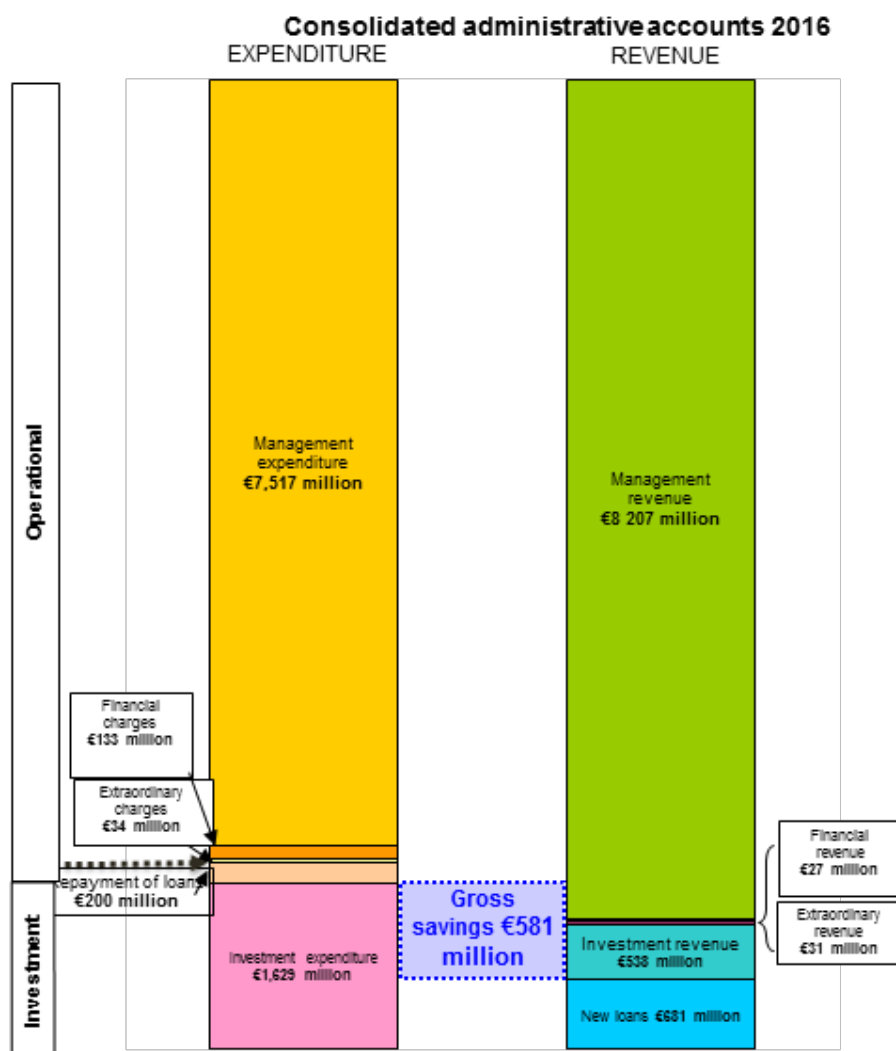 Consolidated administrative accounts 2016
EXPENDITURE
REVENUE
Operational
Management
expenditure
€7,517 million
Management
revenue
€8 207 million
Financial
charges
€133 million
Extraordinary
charges
€34 million
epayment of loans
€200 million
Financial
revenue
€27 million
Extraordinary
revenue
€31 million
Investment
Gross
savings €581
million
Investment expenditure
€1,629 million
Investment revenue
€538 million
New loans €681 million